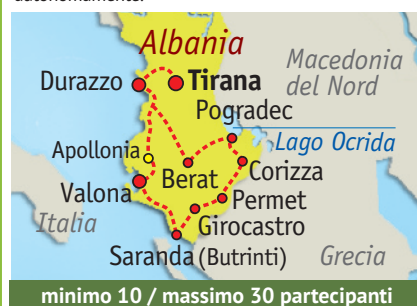 autonomamente.
Albania
Macedonia
del Nord
Durazzo
Tirana
Pogradec
Lago Ocrida
Apollonia
Berat
Corizza
Valona
Permet
Italia
Girocastro
Saranda (Butrinti)
Grecia
minimo 10 / massimo 30 partecipanti